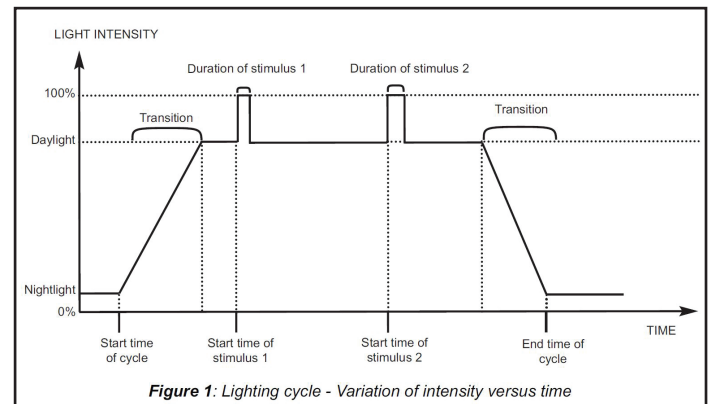 LIGHT INTENSITY
Duration of stimulus 1
Duration of stimulus 2
100%
Transition
Transition
Daylight
Nightlight
0%
TIME
Start time
of cycle
Start time of
stimulus 1
Start time of
stimulus 2
End time of
cycle
Figure 1: Lighting cycle - Variation of intensity versus time